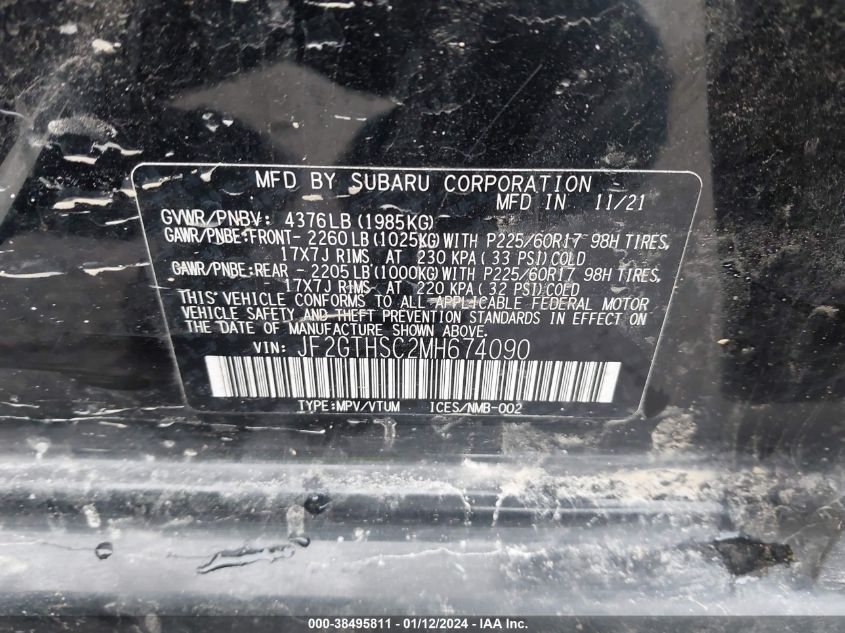 MFD BY SUBARU CORPORATION
MFD IN 11/21
GVWR/PNBV: 4376LB (1985KG)
GAWR/PNBE:FRONT- 2260LB (1025KG) WITH P225/60R17 98H TIRES,
17X7J RIMS AT 230 KPA ( 33 PSI) COLD
GAWR/PNBE:REAR - 2205LB (1000KG) WITH P225/60R17 98H TIRES,
17X7J RIMS AT 220 KPA ( 32 PSI) COLD
THIS VEHICLE CONFORMS TO ALL APPLICABLE FEDERAL MOTOR
VEHICLE SAFETY AND THEFT PREVENTION STANDARDS IN EFFECT ON
THE DATE OF MANUFACTURE SHOWN ABOVE.
VIN: JF2GTHSC2MH674090
TYPE:MPV/VTUM ICES/NMB-002
000-38495811 - 01/12/2024 - IAA Inc.